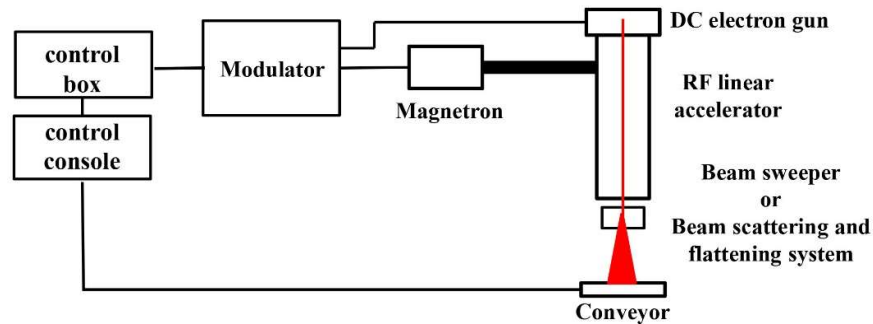 control
box
control
console
Modulator
Magnetron
DC electron gun
RF linear
accelerator
Beam sweeper
or
Beam scattering and
flattening system
Conveyor